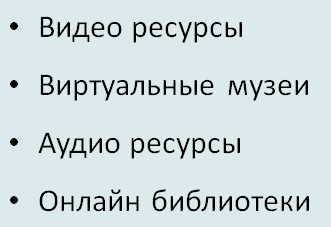 • Видео ресурсы
• Виртуальные музеи
• Аудио ресурсы
• Онлайн библиотеки